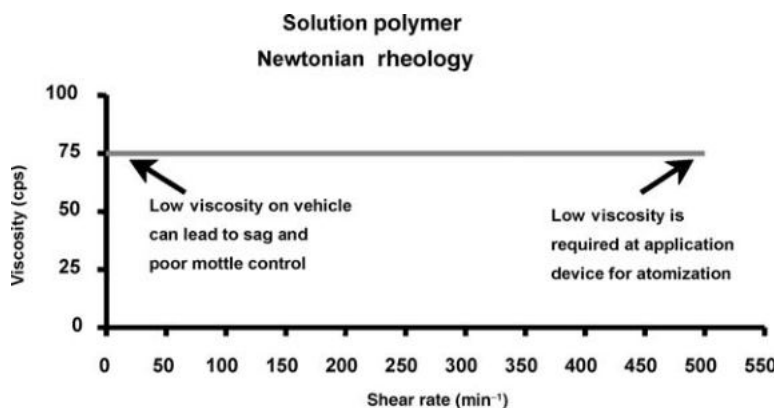 Solution polymer
Newtonian rheology
100
75
50
25
0
Viscosity (cps)
Low viscosity on vehicle
can lead to sag and
poor mottle control
Low viscosity is
required at application
device for atomization
0 50 100 150 200 250 300 350 400 450 500 550
Shear rate (min⁻¹)